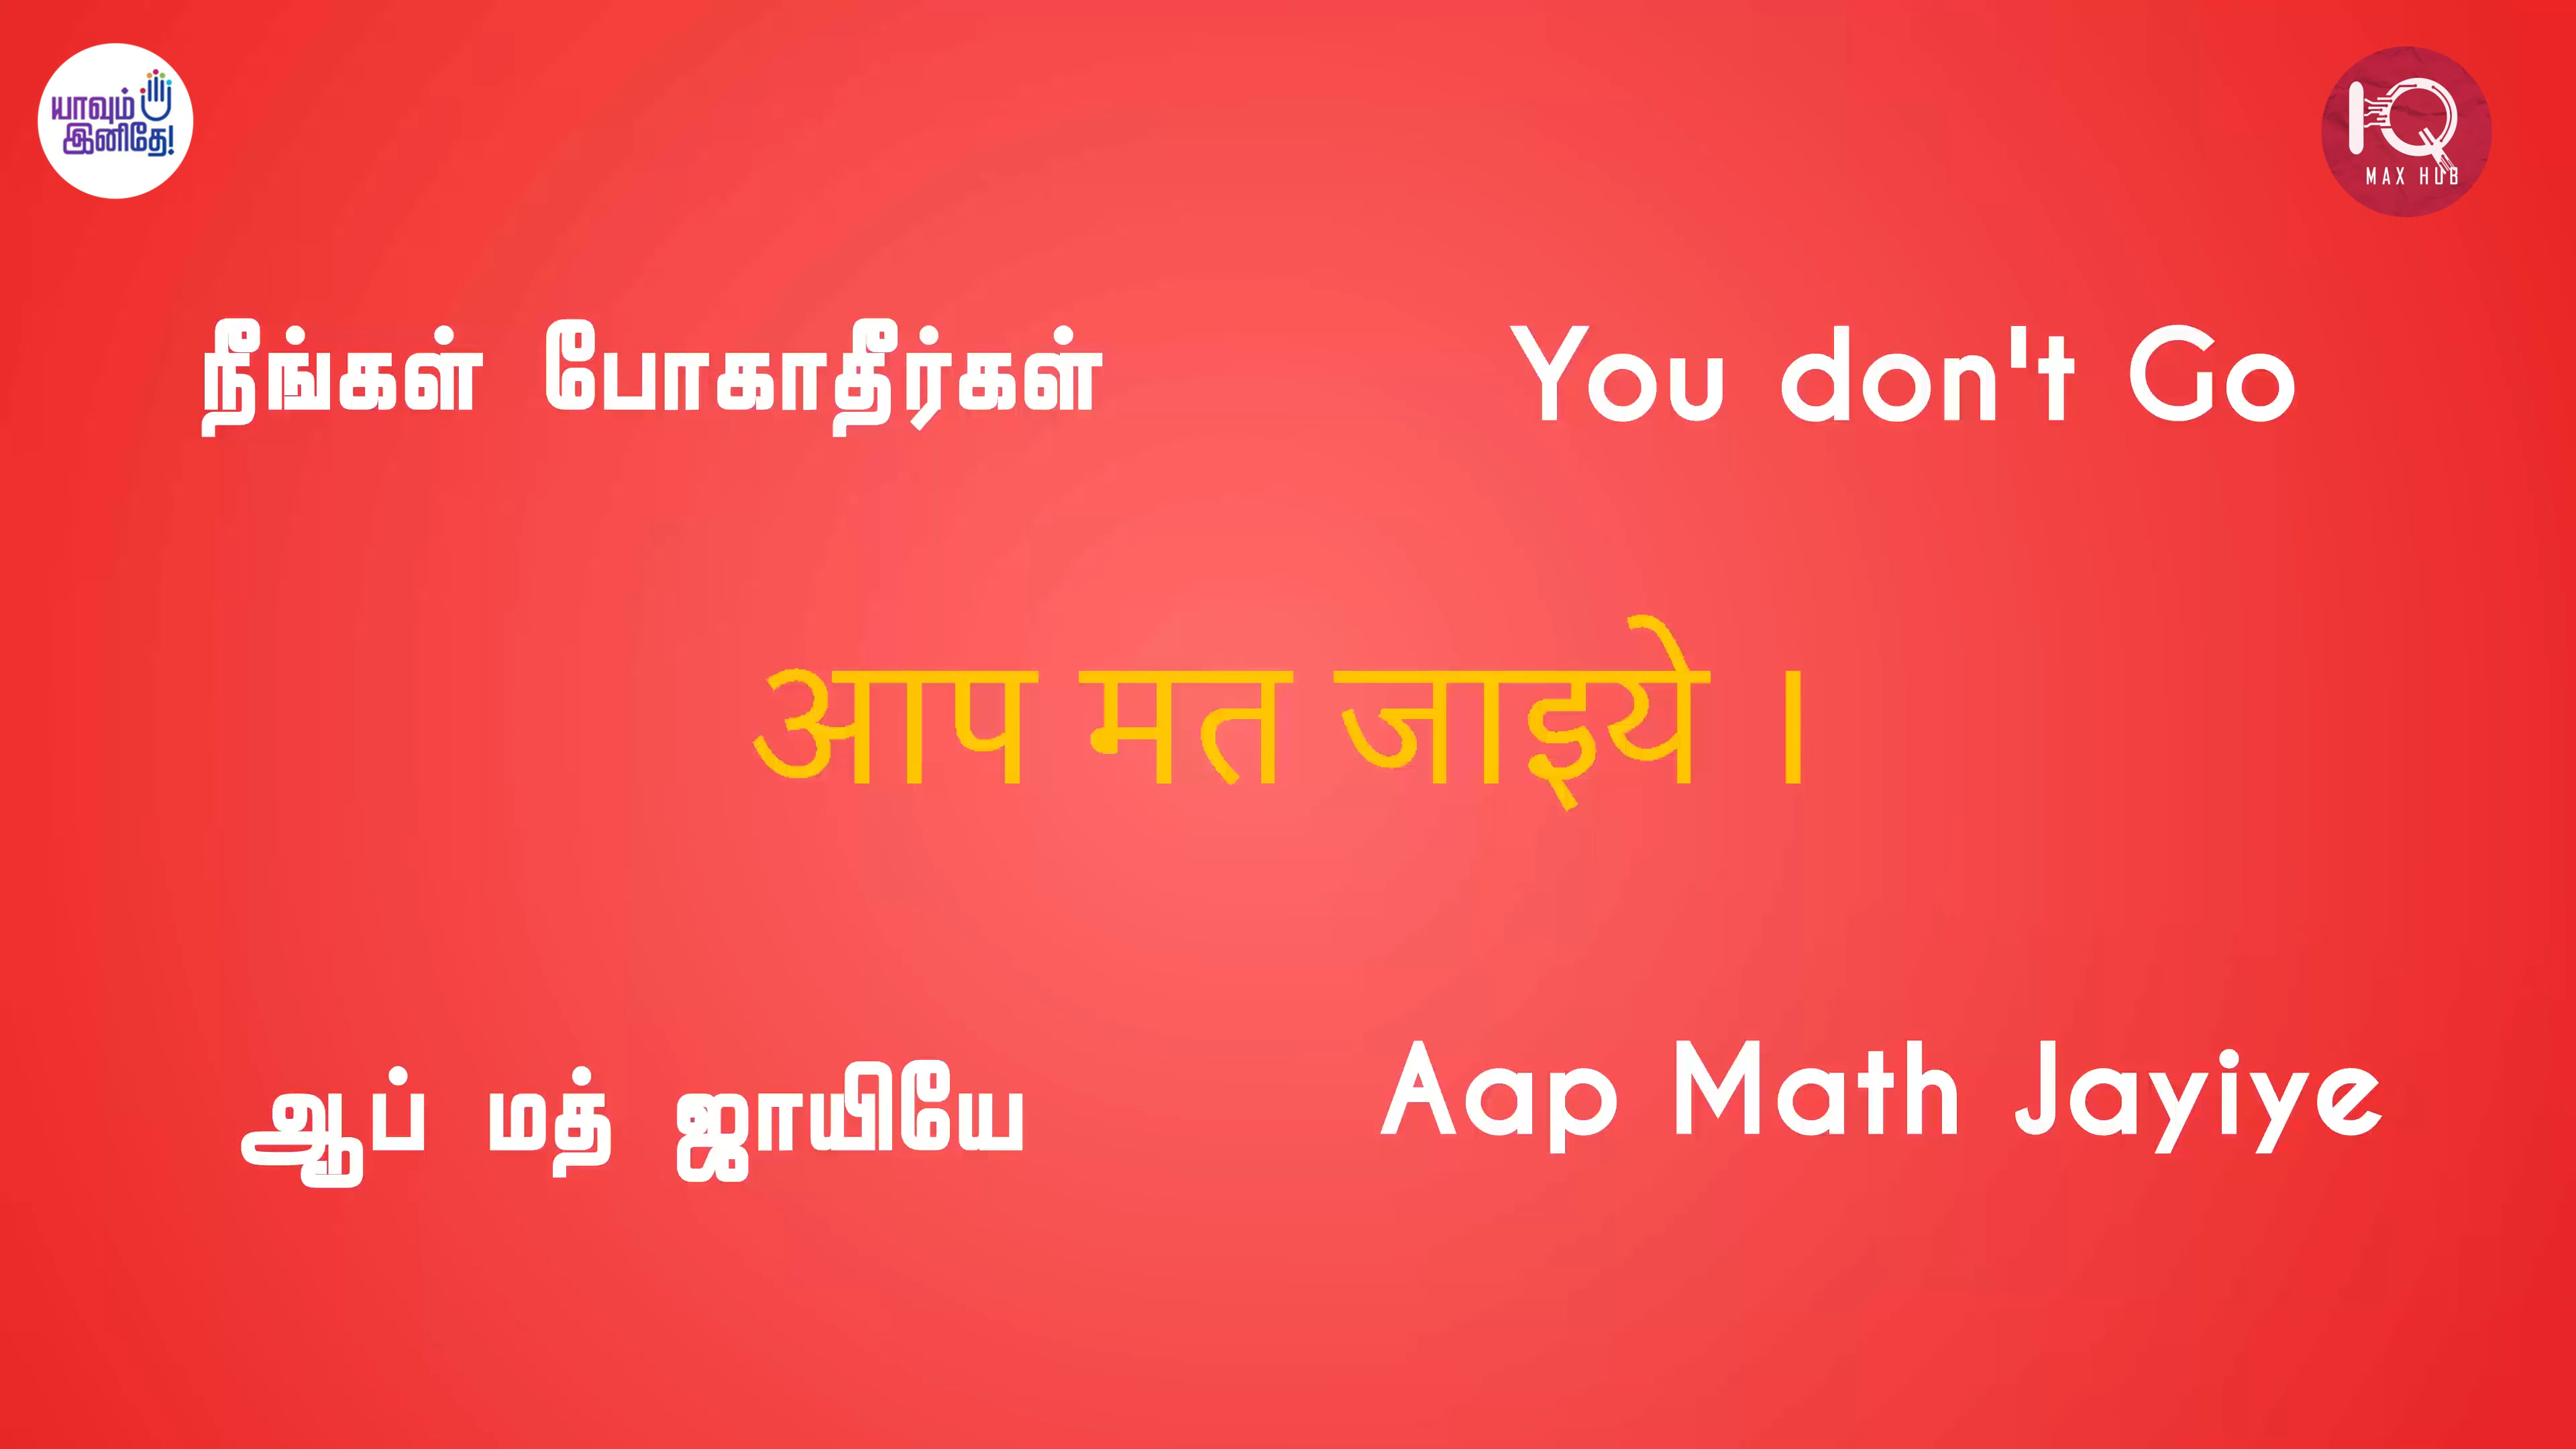 யாவும்
இனிதே!
IQ
MAX HUB
நீங்கள் போகாதீர்கள்
You don't Go
आप मत जाइये ।
ஆப் மத் ஜாயியே
Aap Math Jayiye